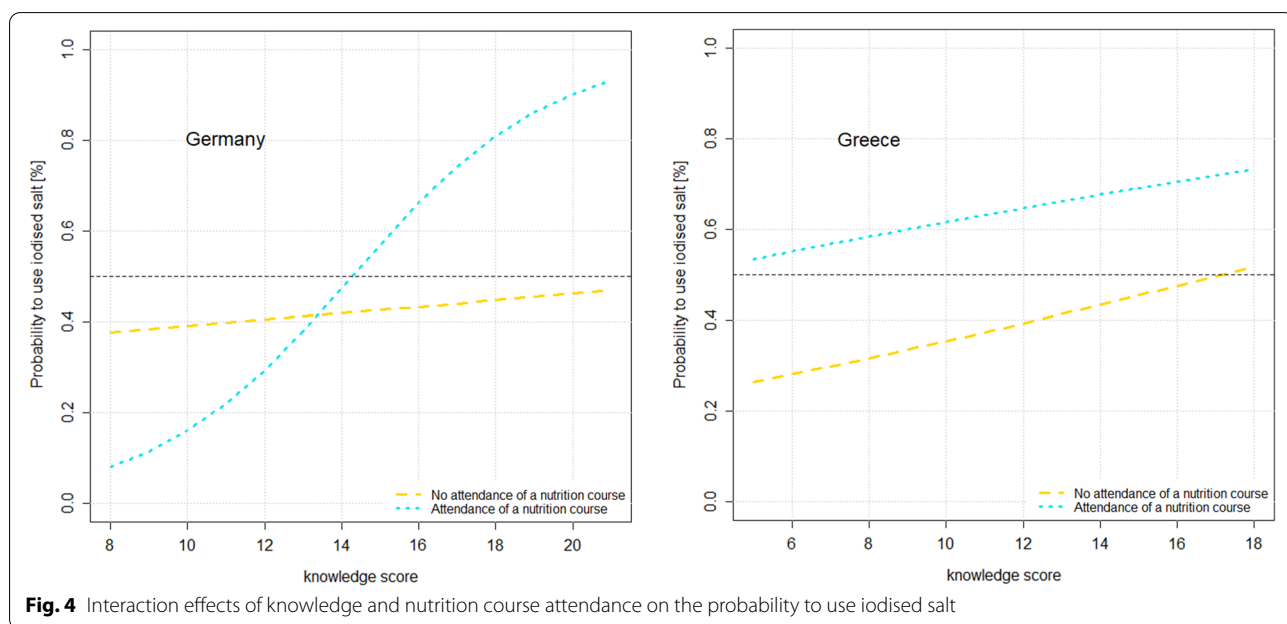 Germany
Probability to use iodised salt [%]
1.0
0.8
0.6
0.4
0.2
0.0
No attendance of a nutrition course
Attendance of a nutrition course
8 10 12 14 16 18 20
knowledge score
Greece
Probability to use iodised salt [%]
1.0
0.8
0.6
0.4
0.2
0.0
No attendance of a nutrition course
Attendance of a nutrition course
6 8 10 12 14 16 18
knowledge score
Fig. 4 Interaction effects of knowledge and nutrition course attendance on the probability to use iodised salt